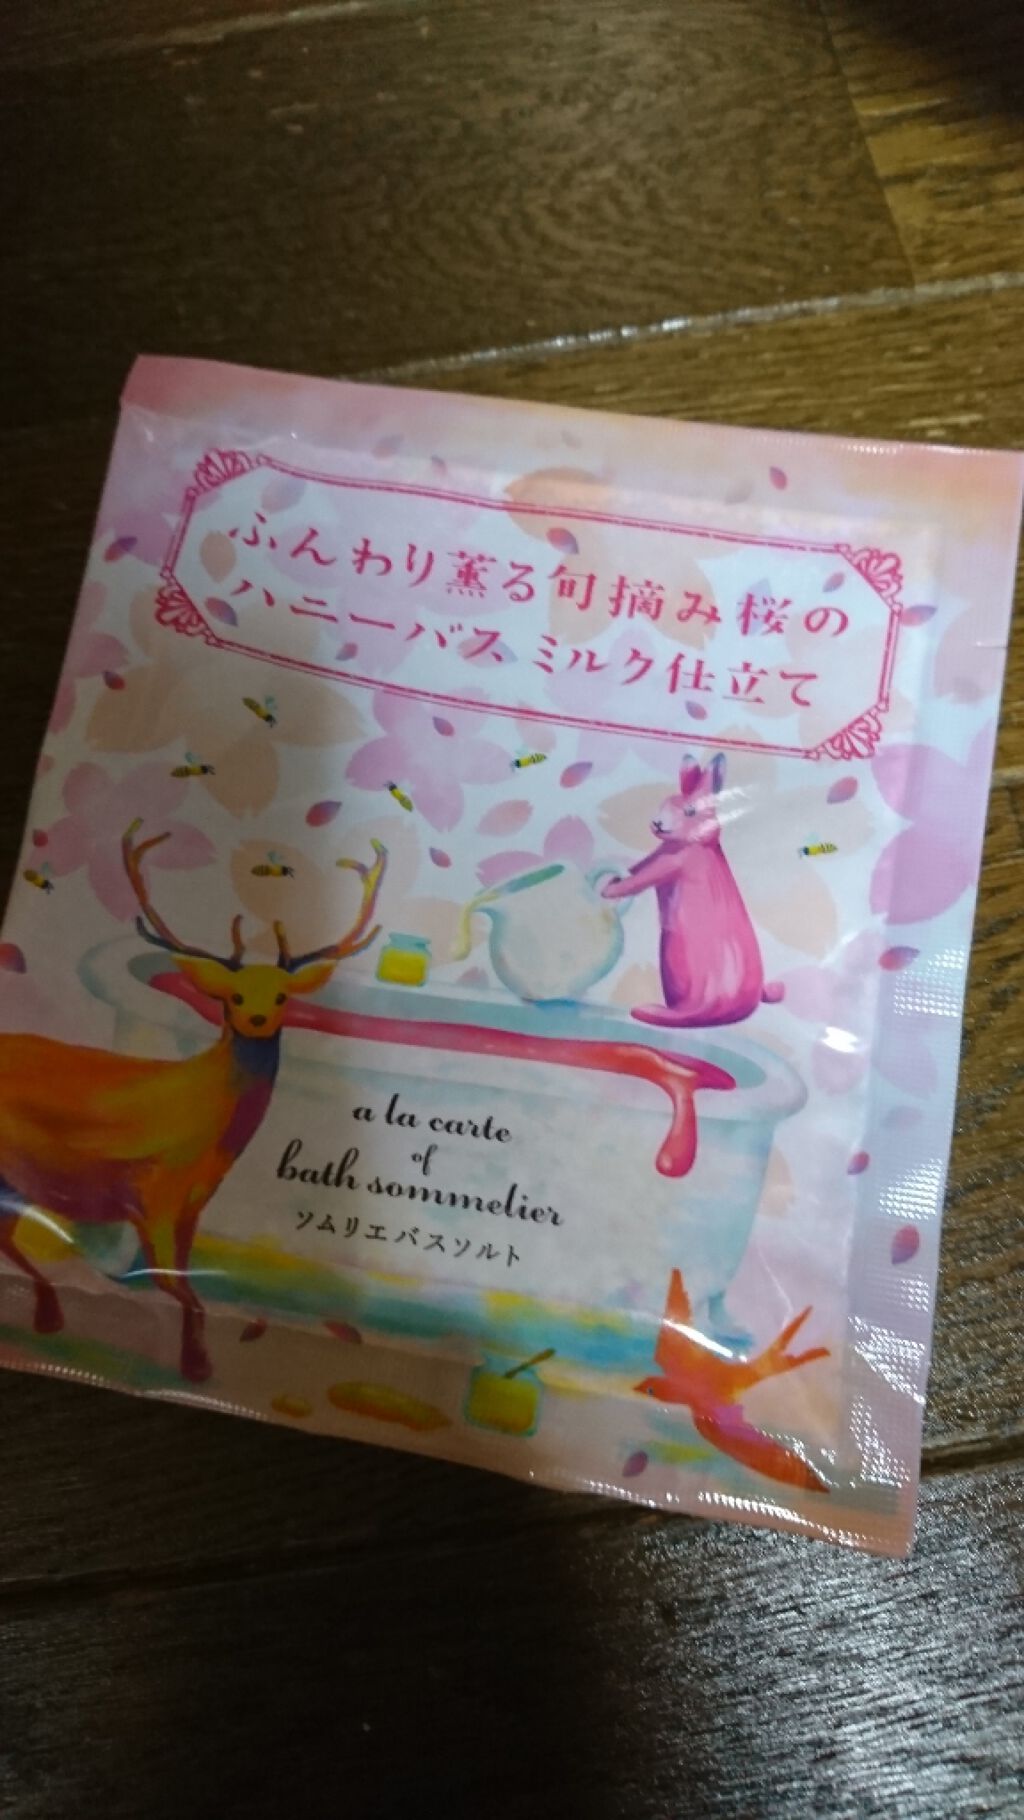 ふんわり薫る旬摘み桜の
ハニーバスミルク仕立て
a la carte
of
bath sommelier
ソムリエバスソルト